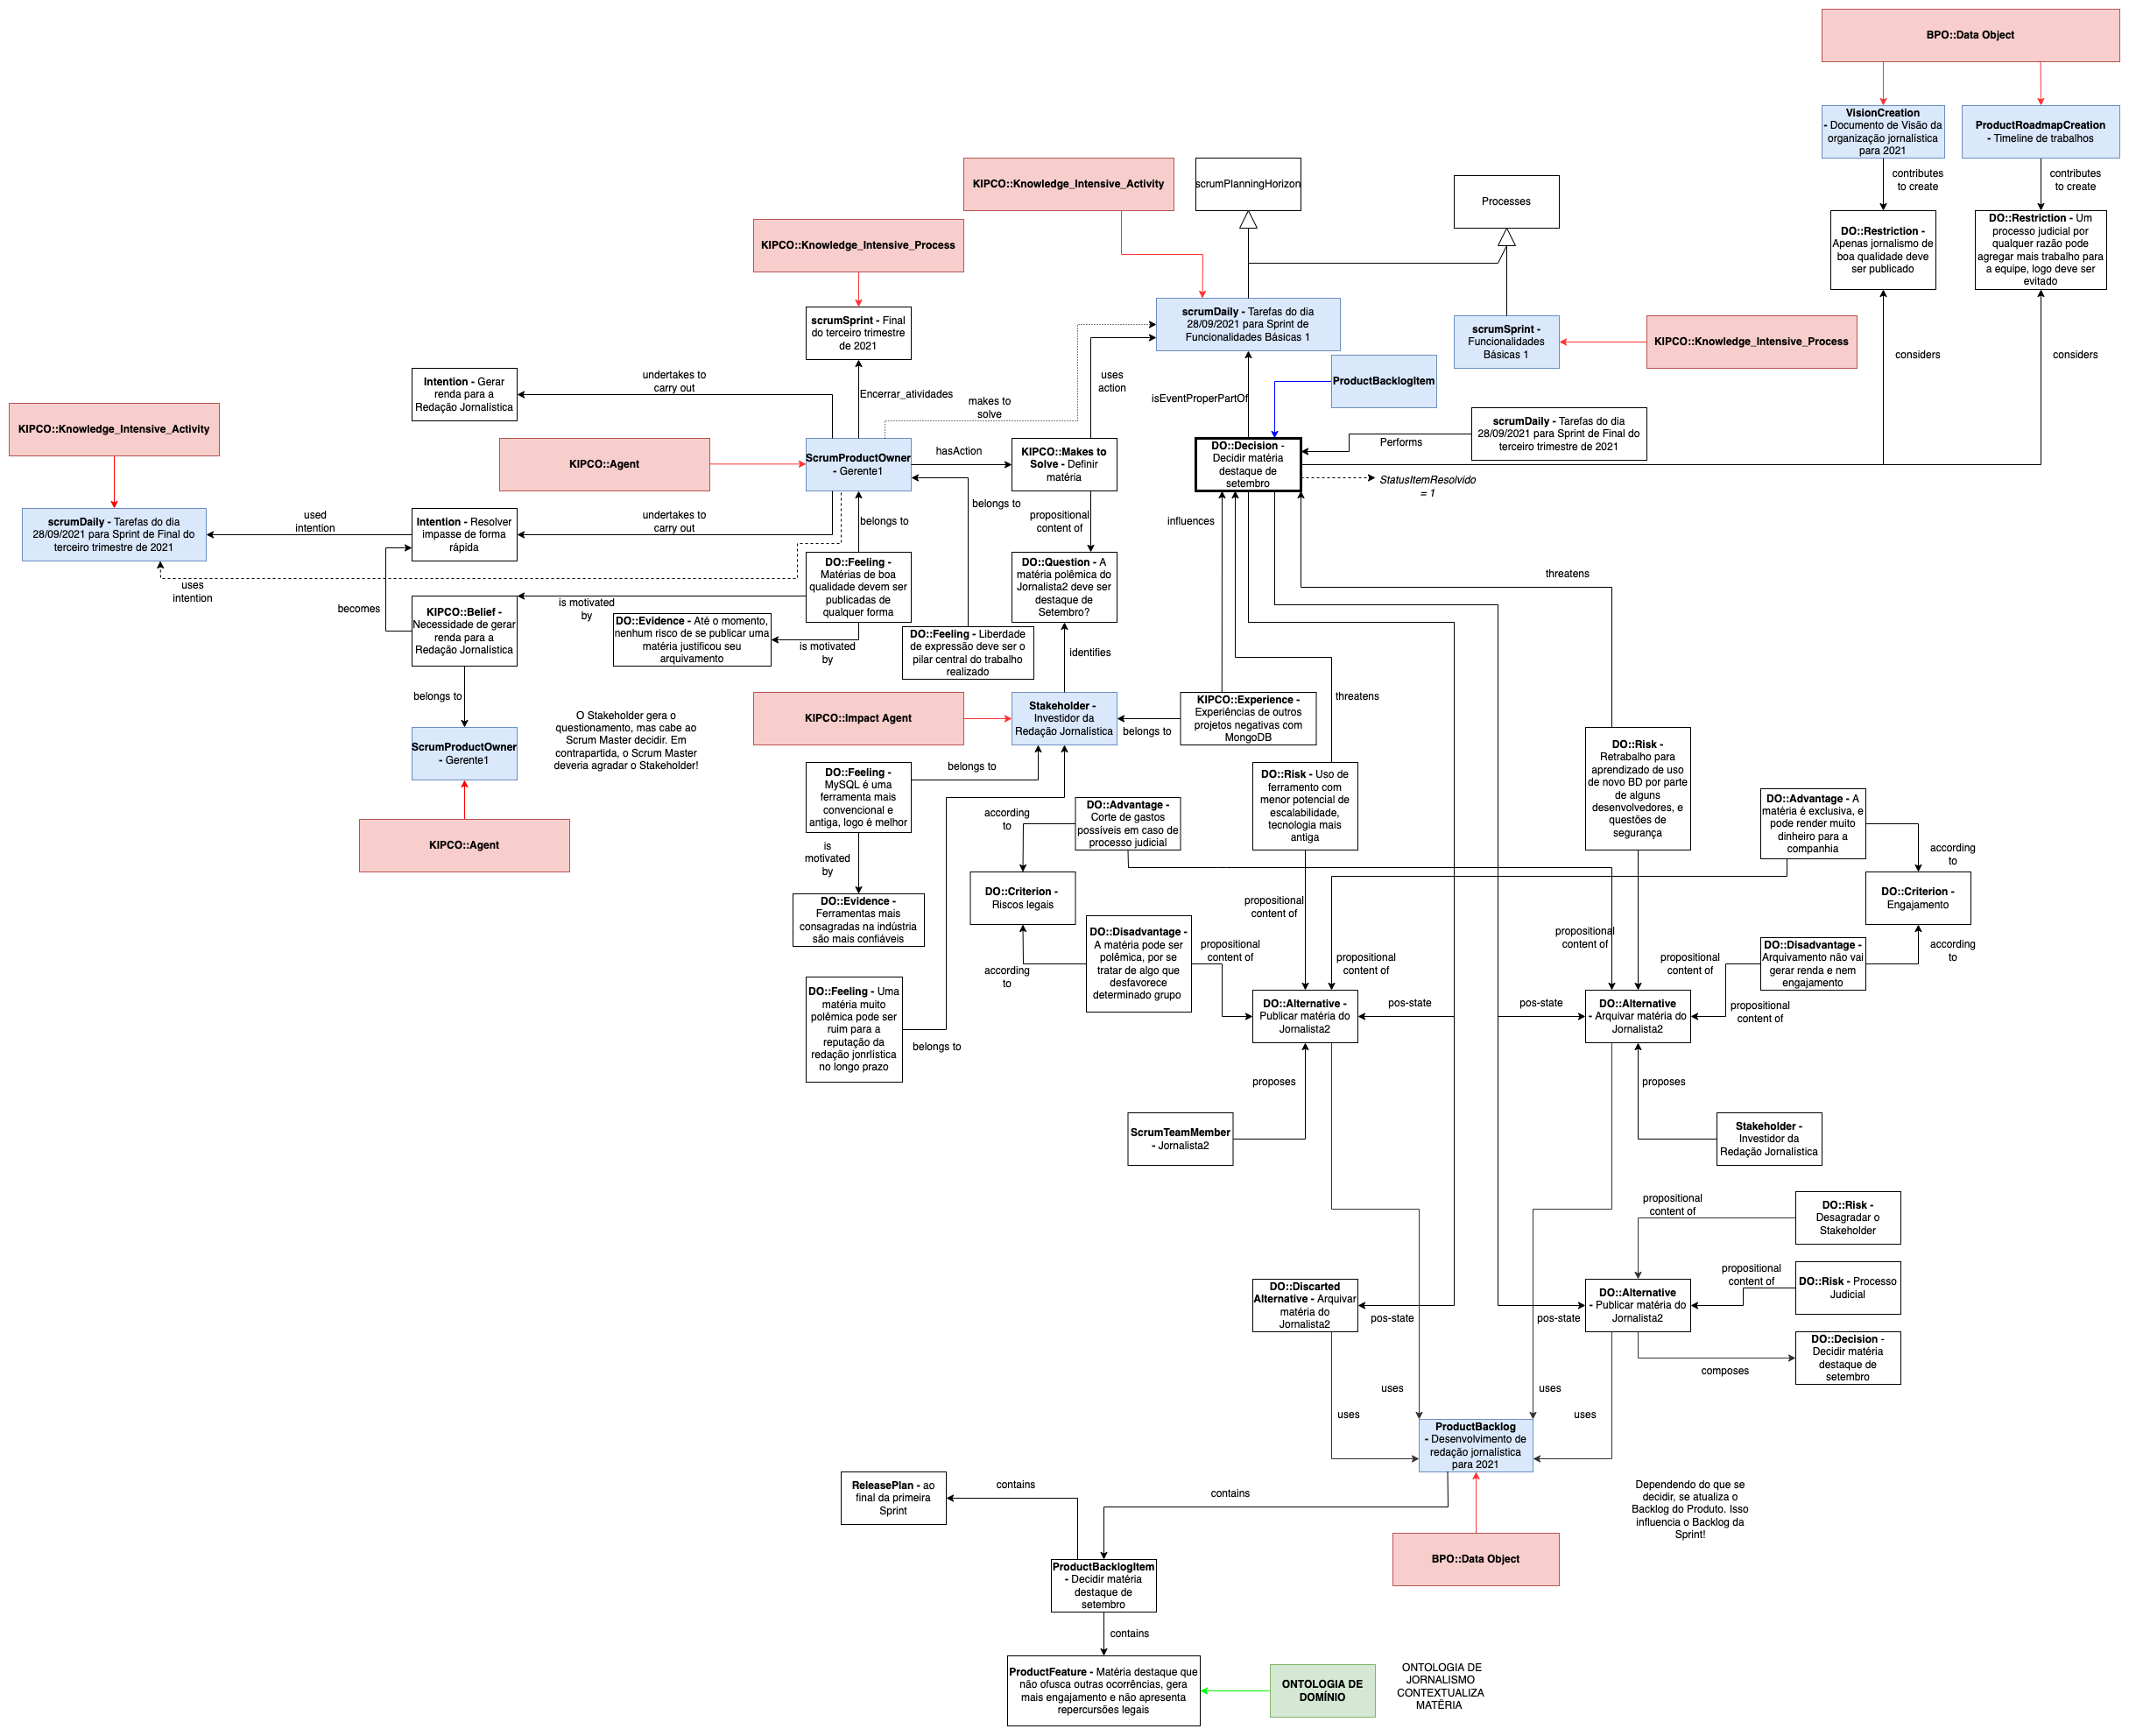 BPO::Data Object
VisionCreation
- Documento de Visão da
organização jornalística
para 2021
ProductRoadmapCreation
- Timeline de trabalhos
contributes
to create
contributes
to create
DO::Restriction -
Apenas jornalismo de
boa qualidade deve
ser publicado
DO::Restriction - Um
processo judicial por
qualquer razão pode
agregar mais trabalho para
a equipe, logo deve ser
evitado
considers
considers
KIPCO::Knowledge_Intensive_Activity
scrumPlanningHorizon
Processes
KIPCO::Knowledge_Intensive_Process
scrumSprint - Final
do terceiro trimestre
de 2021
scrumDaily - Tarefas do dia
28/09/2021 para Sprint de
Funcionalidades Básicas 1
scrumSprint -
Funcionalidades
Básicas 1
KIPCO::Knowledge_Intensive_Process
Intention - Gerar
renda para a
Redação Jornalística
undertakes to
carry out
Encerrar_atividades
makes to
solve
uses
action
isEventProperPartOf
ProductBacklogItem
scrumDaily - Tarefas do dia
28/09/2021 para Sprint de Final do
terceiro trimestre de 2021
Performs
KIPCO::Knowledge_Intensive_Activity
KIPCO::Agent
ScrumProductOwner
- Gerente1
hasAction
KIPCO::Makes to
Solve - Definir
matéria
DO::Decision -
Decidir matéria
destaque de
setembro
StatusItemResolvido
= 1
scrumDaily - Tarefas do dia
28/09/2021 para Sprint de Final do
terceiro trimestre de 2021
used
intention
Intention - Resolver
impasse de forma
rápida
undertakes to
carry out
belongs to
belongs to
propositional
content of
influences
uses
intention
becomes
KIPCO::Belief -
Necessidade de gerar
renda para a
Redação Jornalística
is motivated
by
DO::Feeling -
Matérias de boa
qualidade devem ser
publicadas de
qualquer forma
DO::Evidence - Até o momento,
nenhum risco de se publicar uma
matéria justificou seu
arquivamento
is motivated
by
DO::Feeling - Liberdade
de expressão deve ser o
pilar central do trabalho
realizado
DO::Question - A
matéria polêmica do
Jornalista2 deve ser
destaque de
Setembro?
identifies
threatens
threatens
belongs to
ScrumProductOwner
- Gerente1
KIPCO::Agent
O Stakeholder gera o
questionamento, mas cabe ao
Scrum Master decidir. Em
contrapartida, o Scrum Master
deveria agradar o Stakeholder!
KIPCO::Impact Agent
Stakeholder -
Investidor da
Redação Jornalística
belongs to
KIPCO::Experience -
Experiências de outros
projetos negativas com
MongoDB
DO::Feeling -
MySQL é uma
ferramenta mais
convencional e
antiga, logo é melhor
belongs to
is
motivated
by
DO::Evidence -
Ferramentas mais
consagradas na indústria
são mais confiáveis
DO::Feeling - Uma
matéria muito
polêmica pode ser
ruim para a
reputação da
redação jonrlística
no longo prazo
belongs to
according
to
DO::Advantage -
Corte de gastos
possíveis em caso de
processo judicial
DO::Risk - Uso de
ferramento com
menor potencial de
escalabilidade,
tecnologia mais
antiga
DO::Risk -
Retrabalho para
aprendizado de uso
de novo BD por parte
de alguns
desenvolvedores, e
questões de
segurança
DO::Advantage - A
matéria é exclusiva, e
pode render muito
dinheiro para a
companhia
according
to
DO::Criterion -
Riscos legais
DO::Criterion -
Engajamento
according
to
DO::Disadvantage -
A matéria pode ser
polêmica, por se
tratar de algo que
desfavorece
determinado grupo
propositional
content of
propositional
content of
propositional
content of
propositional
content of
propositional
content of
DO::Disadvantage -
Arquivamento não vai
gerar renda e nem
engajamento
according
to
propositional
content of
DO::Alternative -
Publicar matéria do
Jornalista2
pos-state
pos-state
DO::Alternative
- Arquivar matéria do
Jornalista2
proposes
proposes
ScrumTeamMember
- Jornalista2
Stakeholder -
Investidor da
Redação Jornalística
propositional
content of
DO::Risk -
Desagradar o
Stakeholder
propositional
content of
DO::Risk - Processo
Judicial
DO::Discarted
Alternative - Arquivar
matéria do
Jornalista2
pos-state
pos-state
DO::Alternative
- Publicar matéria do
Jornalista2
composes
DO::Decision -
Decidir matéria
destaque de
setembro
uses
uses
uses
uses
ProductBacklog
- Desenvolvimento de
redação jornalística
para 2021
Dependendo do que se
decidir, se atualiza o
Backlog do Produto. Isso
influencia o Backlog da
Sprint!
BPO::Data Object
ReleasePlan - ao
final da primeira
Sprint
contains
contains
ProductBacklogItem
- Decidir matéria
destaque de
setembro
contains
ProductFeature - Matéria destaque que
não ofusca outras ocorrências, gera
mais engajamento e não apresenta
repercursões legais
ONTOLOGIA DE
DOMÍNIO
ONTOLOGIA DE
JORNALISMO
CONTEXTUALIZA
MATÉRIA